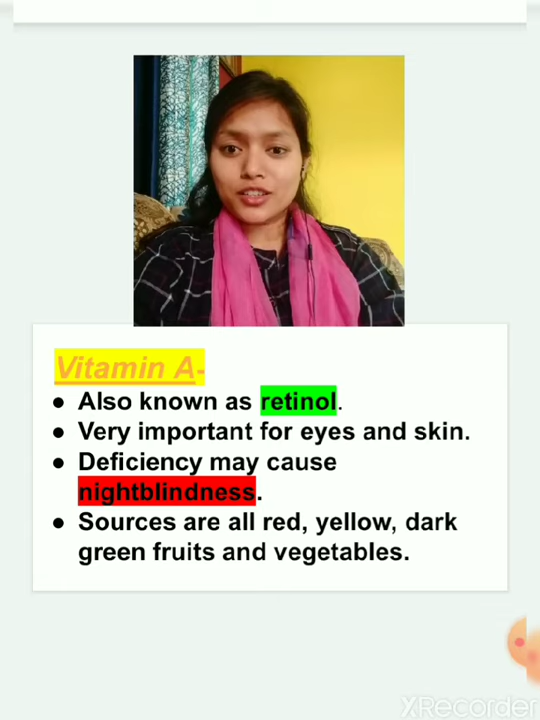 Vitamin A-
● Also known as retinol.
● Very important for eyes and skin.
● Deficiency may cause
nightblindness.
● Sources are all red, yellow, dark
green fruits and vegetables.
XRecorder